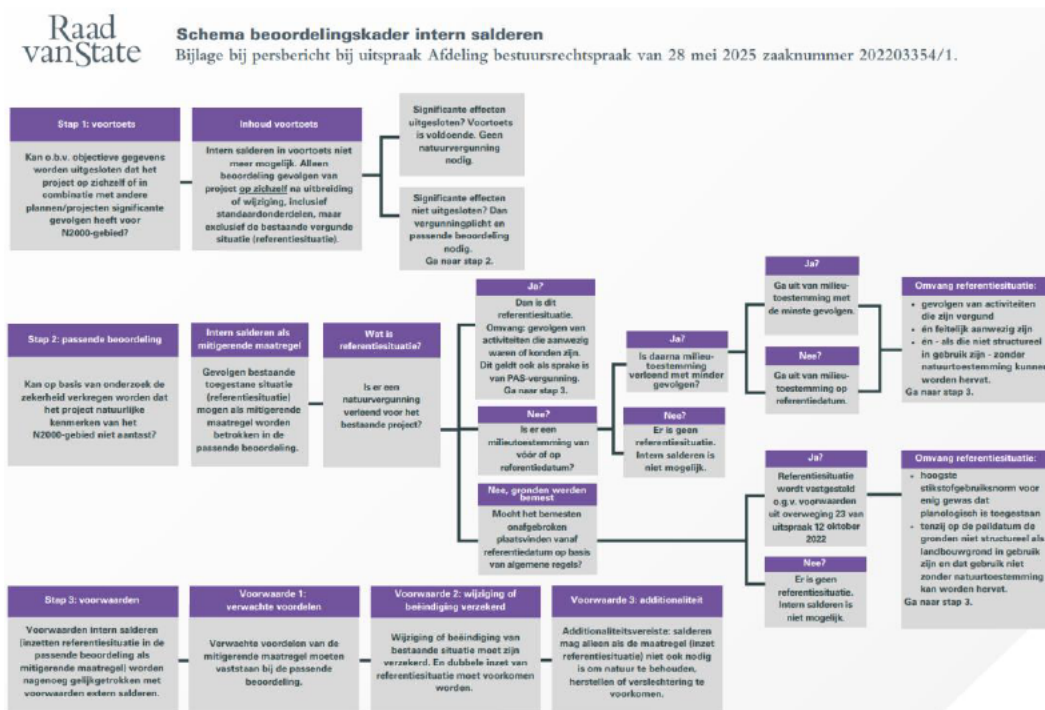 Raad
vanState
Schema beoordelingskader intern salderen
Bijlage bij persbericht bij uitspraak Afdeling bestuursrechtspraak van 28 mei 2025 zaaknummer 202203354/1.
Stap 1: voortoets
Kan o.b.v. objectieve gegevens
worden uitgesloten dat het
project op zichzelf of in
combinatie met andere
plannen/projecten significante
gevolgen heeft voor
N2000-gebied?
Inhoud voortoets
Intern salderen in voortoets niet
meer mogelijk. Alleen
beoordeling gevolgen van
project op zichzelf na uitbreiding
of wijziging, inclusief
standaardonderdelen, maar
exclusief de bestaande vergunde
situatie (referentiesituatie).
Significante effecten
uitgesloten? Voortoets
is voldoende. Geen
natuurvergunning
nodig.
Significante effecten
niet uitgesloten? Dan
vergunningplicht en
passende beoordeling
nodig.
Ga naar stap 2.
Stap 2: passende beoordeling
Kan op basis van onderzoek de
zekerheid verkregen worden dat
het project natuurlijke
kenmerken van het
N2000-gebied niet aantast?
Intern salderen als
mitigerende maatregel
Gevolgen bestaande
toegestane situatie
(referentiesituatie)
mogen als mitigerende
maatregel worden
betrokken in de
passende beoordeling.
Wat is
referentiesituatie?
Is er een
natuurvergunning
verleend voor het
bestaande project?
Ja?
Dan is dit
referentiesituatie.
Omvang: gevolgen van
activiteiten die aanwezig
waren of konden zijn.
Dit geldt ook als sprake is
van PAS-vergunning.
Ga naar stap 3.
Nee?
Is er een
milieutoestemming van
vóór of op
referentiedatum?
Nee, gronden werden
bemest
Mocht het bemesten
onafgebroken
plaatsvinden vanaf
referentiedatum op basis
van algemene regels?
Ja?
Is daarna milieu-
toestemming
verleend met minder
gevolgen?
Nee?
Er is geen
referentiesituatie.
Intern salderen is
niet mogelijk.
Ja?
Ga uit van milieu-
toestemming met
de minste gevolgen.
Nee?
Ga uit van milieu-
toestemming op
referentiedatum.
Omvang referentiesituatie:
• gevolgen van activiteiten
die zijn vergund
• én feitelijk aanwezig zijn
• én - als die niet structureel
in gebruik zijn - zonder
natuurtoestemming kunnen
worden hervat.
Ga naar stap 3.
Ja?
Referentiesituatie
wordt vastgesteld
o.g.v. voorwaarden
uit overweging 23 van
uitspraak 12 oktober
2022
Nee?
Er is geen
referentiesituatie.
Intern salderen is
niet mogelijk.
Omvang referentiesituatie:
• hoogste
stikstofgebruiksnorm voor
enig gewas dat
planologisch is toegestaan
• tenzij op de peildatum de
gronden niet structureel als
landbouwgrond in gebruik
zijn en dat gebruik niet
zonder natuurtoestemming
kan worden hervat.
Ga naar stap 3.
Stap 3: voorwaarden
Voorwaarden intern salderen
(inzetten referentiesituatie in de
passende beoordeling als
mitigerende maatregel) worden
nagenoeg gelijkgetrokken met
voorwaarden extern salderen.
Voorwaarde 1:
verwachte voordelen
Verwachte voordelen van de
mitigerende maatregel moeten
vaststaan bij de passende
beoordeling.
Voorwaarde 2: wijziging of
beëindiging verzekerd
Wijziging of beëindiging van
bestaande situatie moet zijn
verzekerd. En dubbele inzet van
referentiesituatie moet voorkomen
worden.
Voorwaarde 3: additionaliteit
Additionaliteitsvereiste: salderen
mag alleen als de maatregel (inzet
referentiesituatie) niet ook nodig
is om natuur te behouden,
herstellen of verslechtering te
voorkomen.